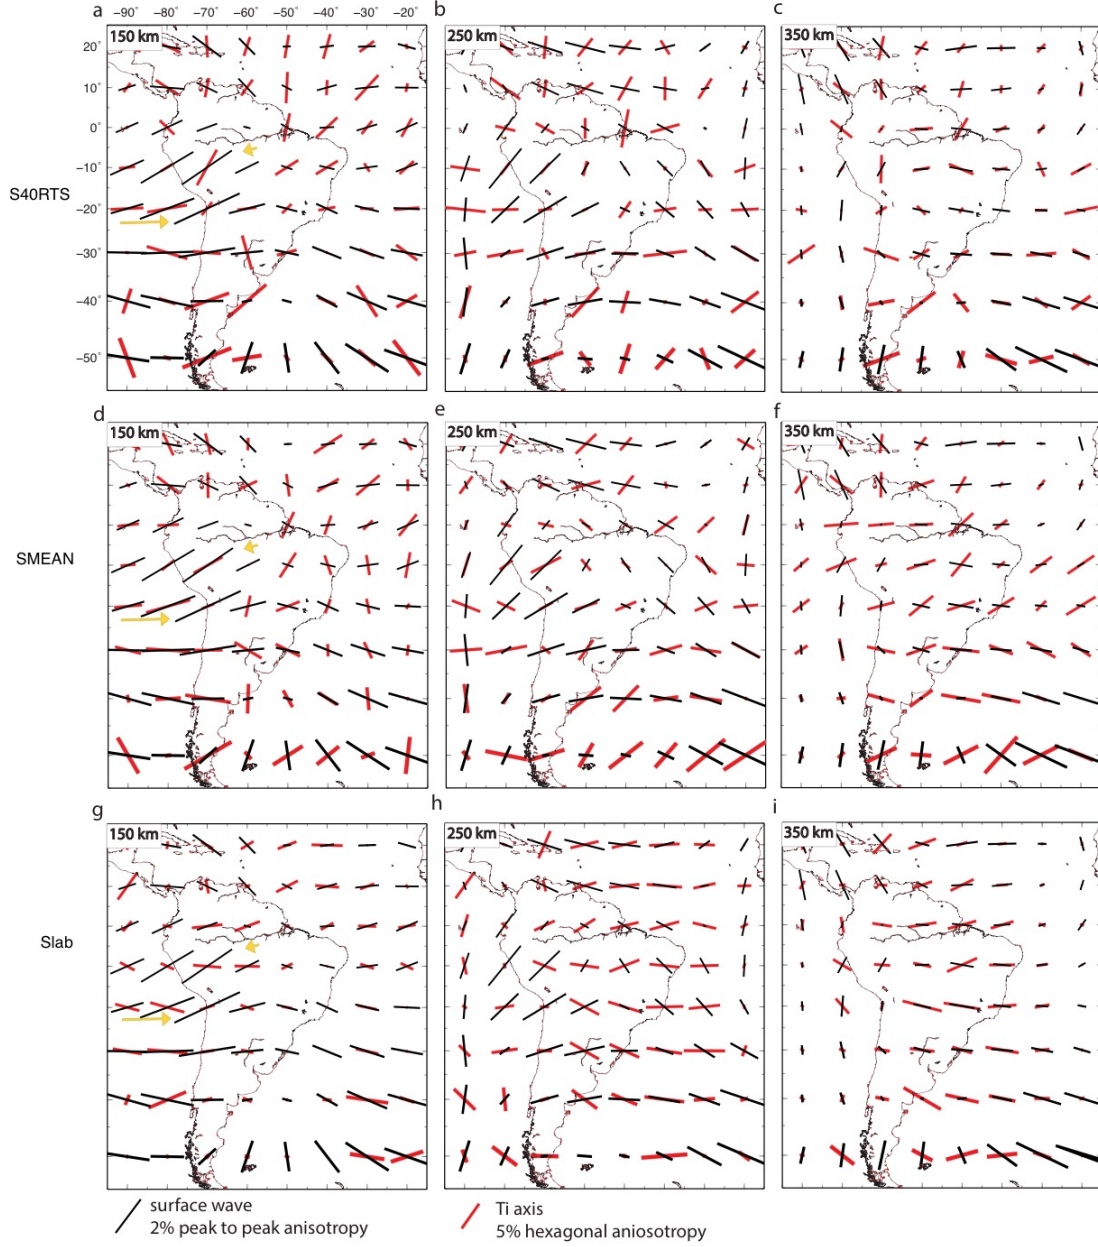 a
b
c
−90° −80° −70° −60° −50° −40° −30° −20°
150 km
250 km
350 km
20°
10°
0°
−10°
S40RTS
−20°
−30°
−40°
−50°
d
e
f
150 km
250 km
350 km
SMEAN
g
h
i
150 km
250 km
350 km
Slab
surface wave
2% peak to peak anisotropy
Ti axis
5% hexagonal aniosotropy